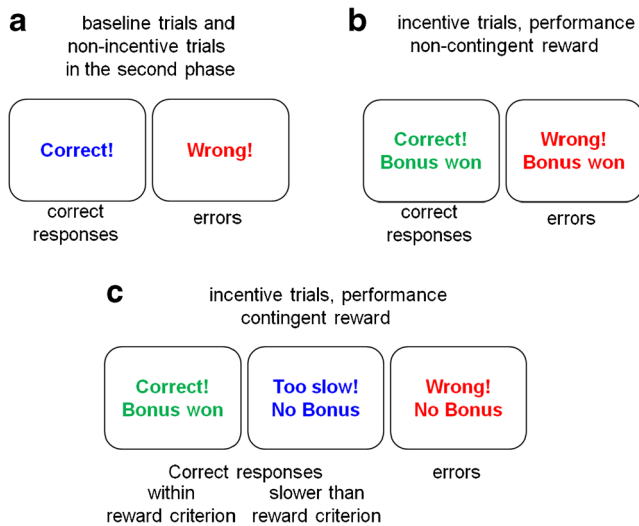 a
baseline trials and
non-incentive trials
in the second phase
Correct!
Wrong!
correct
responses
errors
b
incentive trials, performance
non-contingent reward
Correct!
Bonus won
Wrong!
Bonus won
correct
responses
errors
c
incentive trials, performance
contingent reward
Correct!
Bonus won
Too slow!
No Bonus
Wrong!
No Bonus
Correct responses
within
reward criterion
slower than
reward criterion
errors